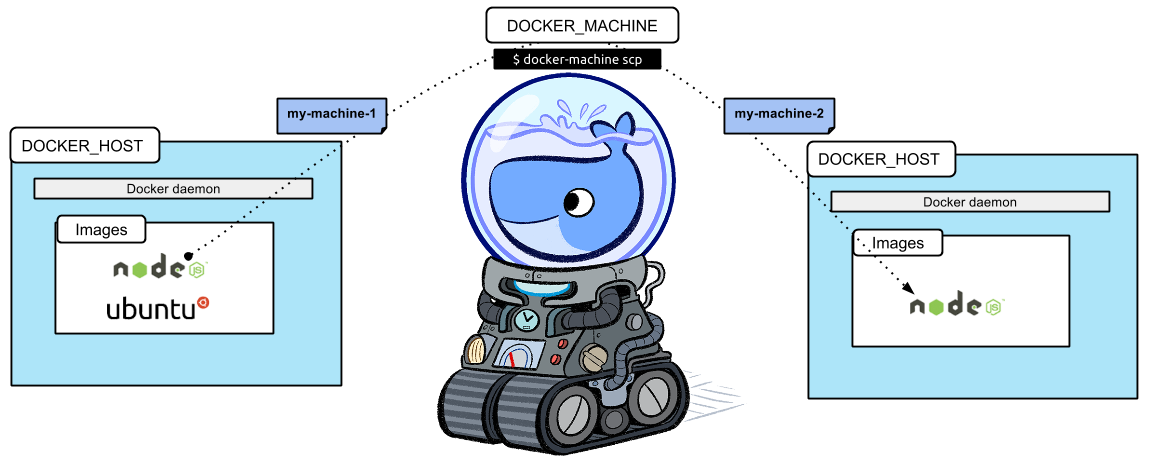 DOCKER_MACHINE
$ docker-machine scp
my-machine-1
my-machine-2
DOCKER_HOST
Docker daemon
Images
node
JS
ubuntu
DOCKER_HOST
Docker daemon
Images
node
JS